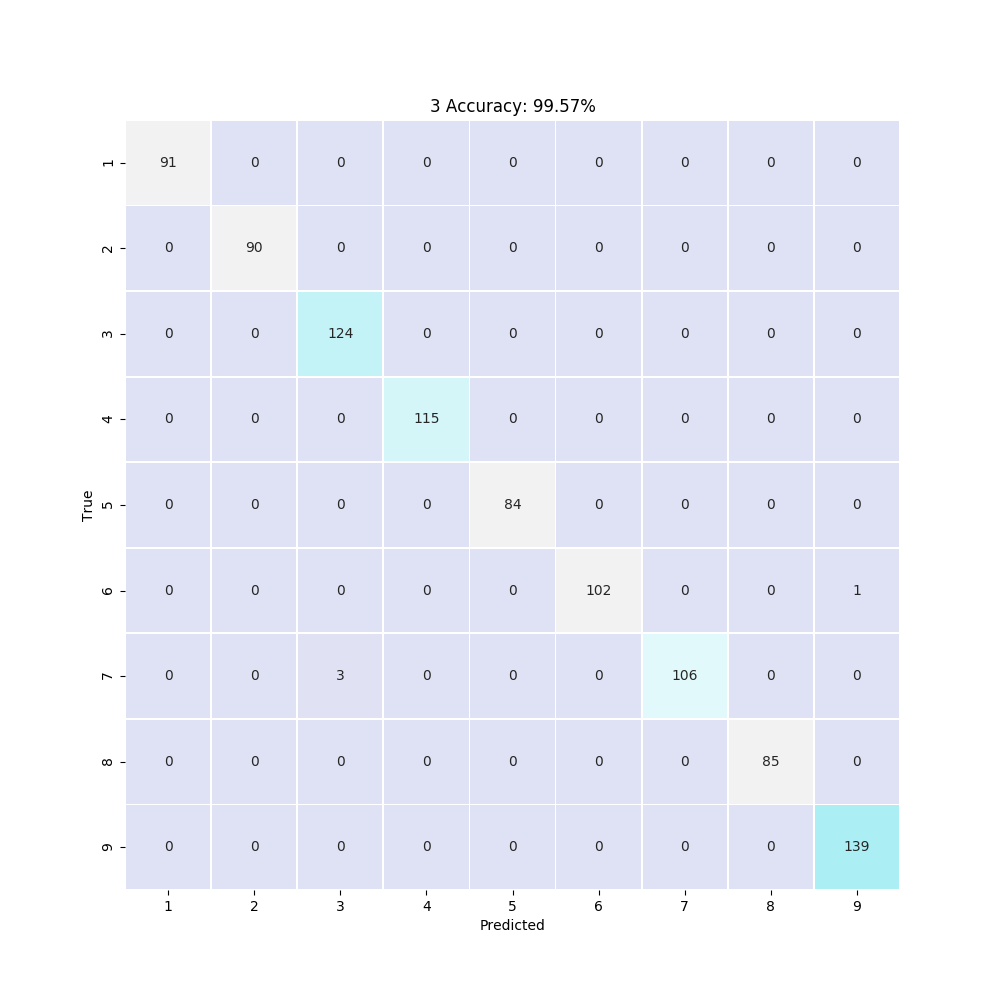 3 Accuracy: 99.57%
1 91 0 0 0 0 0 0 0 0
2 0 90 0 0 0 0 0 0 0
3 0 0 124 0 0 0 0 0 0
4 0 0 0 115 0 0 0 0 0
True
5 0 0 0 0 84 0 0 0 0
6 0 0 0 0 0 102 0 0 1
7 0 0 3 0 0 0 106 0 0
8 0 0 0 0 0 0 0 85 0
9 0 0 0 0 0 0 0 0 139
1 2 3 4 5 6 7 8 9
Predicted